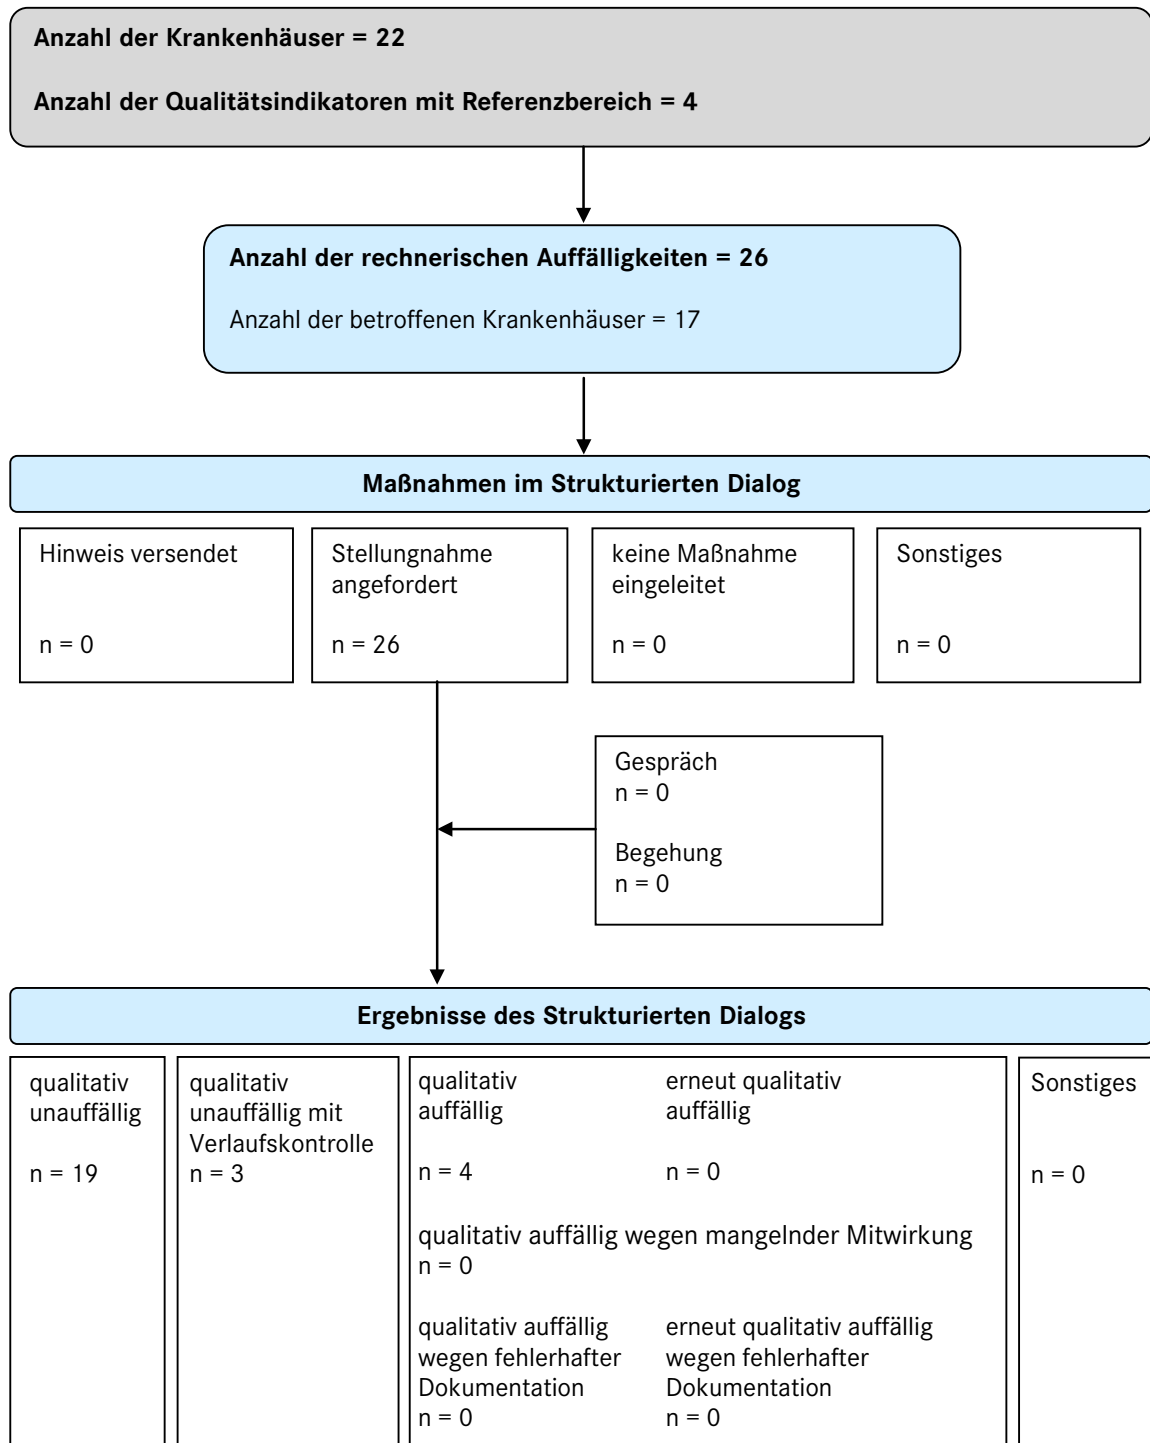 Anzahl der Krankenhäuser = 22
Anzahl der Qualitätsindikatoren mit Referenzbereich = 4
Anzahl der rechnerischen Auffälligkeiten = 26
Anzahl der betroffenen Krankenhäuser = 17
Maßnahmen im Strukturierten Dialog
Hinweis versendet
n = 0
Stellungnahme
angefordert
n = 26
keine Maßnahme
eingeleitet
n = 0
Sonstiges
n = 0
Gespräch
n = 0
Begehung
n = 0
Ergebnisse des Strukturierten Dialogs
qualitativ
unauffällig
n = 19
qualitativ
unauffällig mit
Verlaufskontrolle
n = 3
qualitativ
auffällig
n = 4
erneut qualitativ
auffällig
n = 0
qualitativ auffällig wegen mangelnder Mitwirkung
n = 0
qualitativ auffällig
wegen fehlerhafter
Dokumentation
n = 0
erneut qualitativ auffällig
wegen fehlerhafter
Dokumentation
n = 0
Sonstiges
n = 0